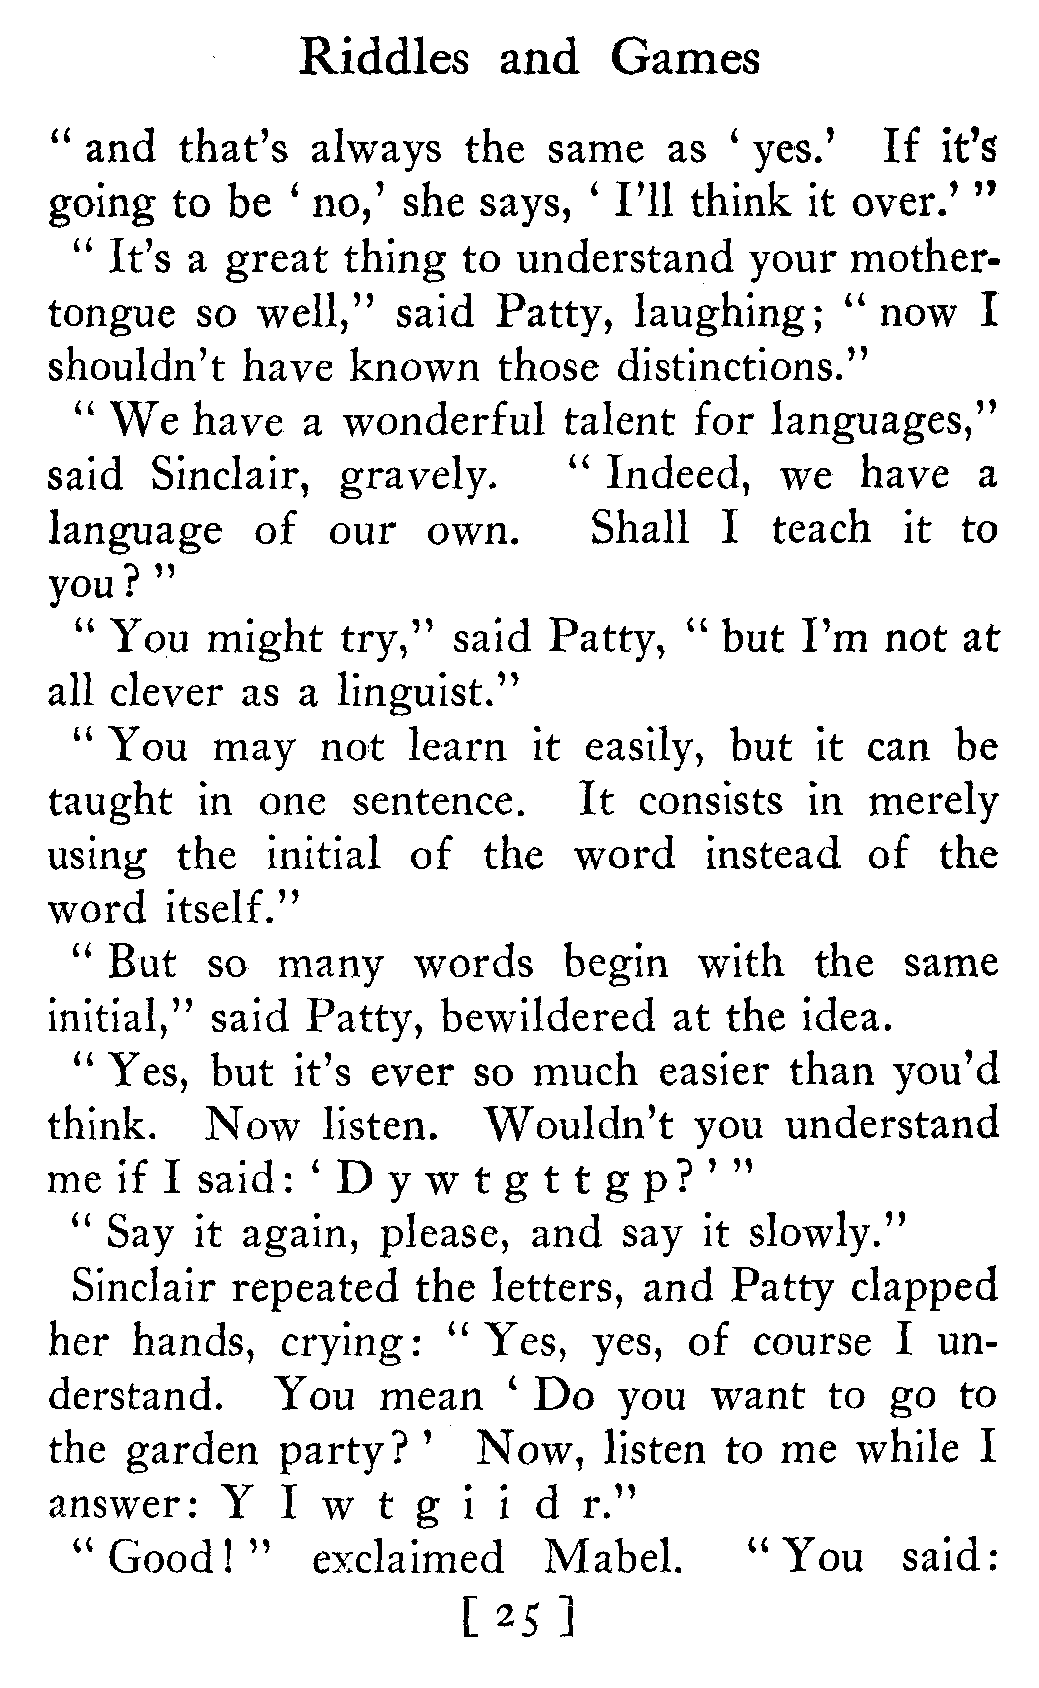 Riddles and Games
“ and that’s always the same as ‘ yes.’ If it’s
going to be ‘ no,’ she says, ‘ I’ll think it over.’ ”
“ It’s a great thing to understand your mother-
tongue so well,” said Patty, laughing; “ now I
shouldn’t have known those distinctions.”
“ We have a wonderful talent for languages,”
said Sinclair, gravely. “ Indeed, we have a
language of our own. Shall I teach it to
you ? ”
“ You might try,” said Patty, “ but I’m not at
all clever as a linguist.”
“ You may not learn it easily, but it can be
taught in one sentence. It consists in merely
using the initial of the word instead of the
word itself.”
“ But so many words begin with the same
initial,” said Patty, bewildered at the idea.
“ Yes, but it’s ever so much easier than you’d
think. Now listen. Wouldn’t you understand
me if I said: ‘ D y w t g t t g p? ’ ”
“ Say it again, please, and say it slowly.”
Sinclair repeated the letters, and Patty clapped
her hands, crying: “ Yes, yes, of course I un-
derstand. You mean ‘ Do you want to go to
the garden party? ’ Now, listen to me while I
answer: Y I w t g i i d r.”
“ Good! ” exclaimed Mabel. “ You said:
[ 25 ]